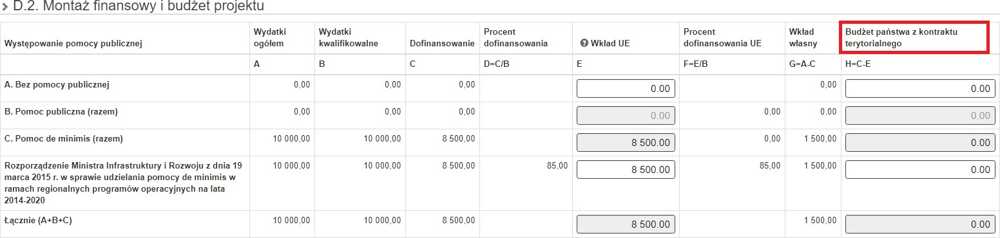 D.2. Montaż finansowy i budżet projektu
Występowanie pomocy publicznej Wydatki ogółem Wydatki kwalifikowalne Dofinansowanie Procent dofinansowania Wkład UE Procent dofinansowania UE Wkład własny Budżet państwa z kontraktu terytorialnego
A B C D=C/B E F=E/B G=A-C H=C-E
A. Bez pomocy publicznej 0,00 0,00 0,00 0.00 0,00 0.00
B. Pomoc publiczna (razem) 0,00 0,00 0,00 0.00 0,00 0,00 0.00
C. Pomoc de minimis (razem) 10 000,00 10 000,00 8 500,00 8 500.00 0,00 1 500,00 0.00
Rozporządzenie Ministra Infrastruktury i Rozwoju z dnia 19 10 000,00 10 000,00 8 500,00 85,00 8 500.00 85,00 1 500,00 0.00
marca 2015 r. w sprawie udzielania pomocy de minimis w
ramach regionalnych programów operacyjnych na lata
2014-2020
Łącznie (A+B+C) 10 000,00 10 000,00 8 500,00 8 500.00 1 500,00 0.00